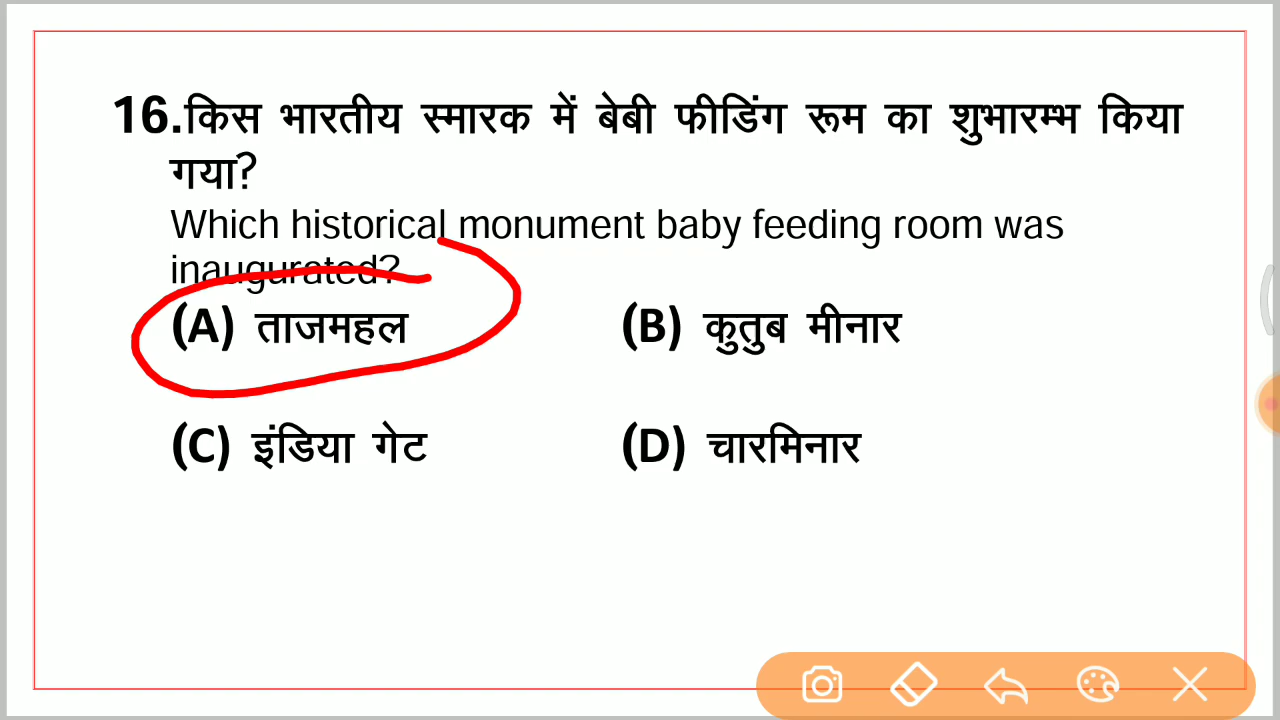 16.किस भारतीय स्मारक में बेबी फीडिंग रूम का शुभारम्भ किया
गया?
Which historical monument baby feeding room was
inaugurated?
(A) ताजमहल (B) कुतुब मीनार
(C) इंडिया गेट (D) चारमिनार